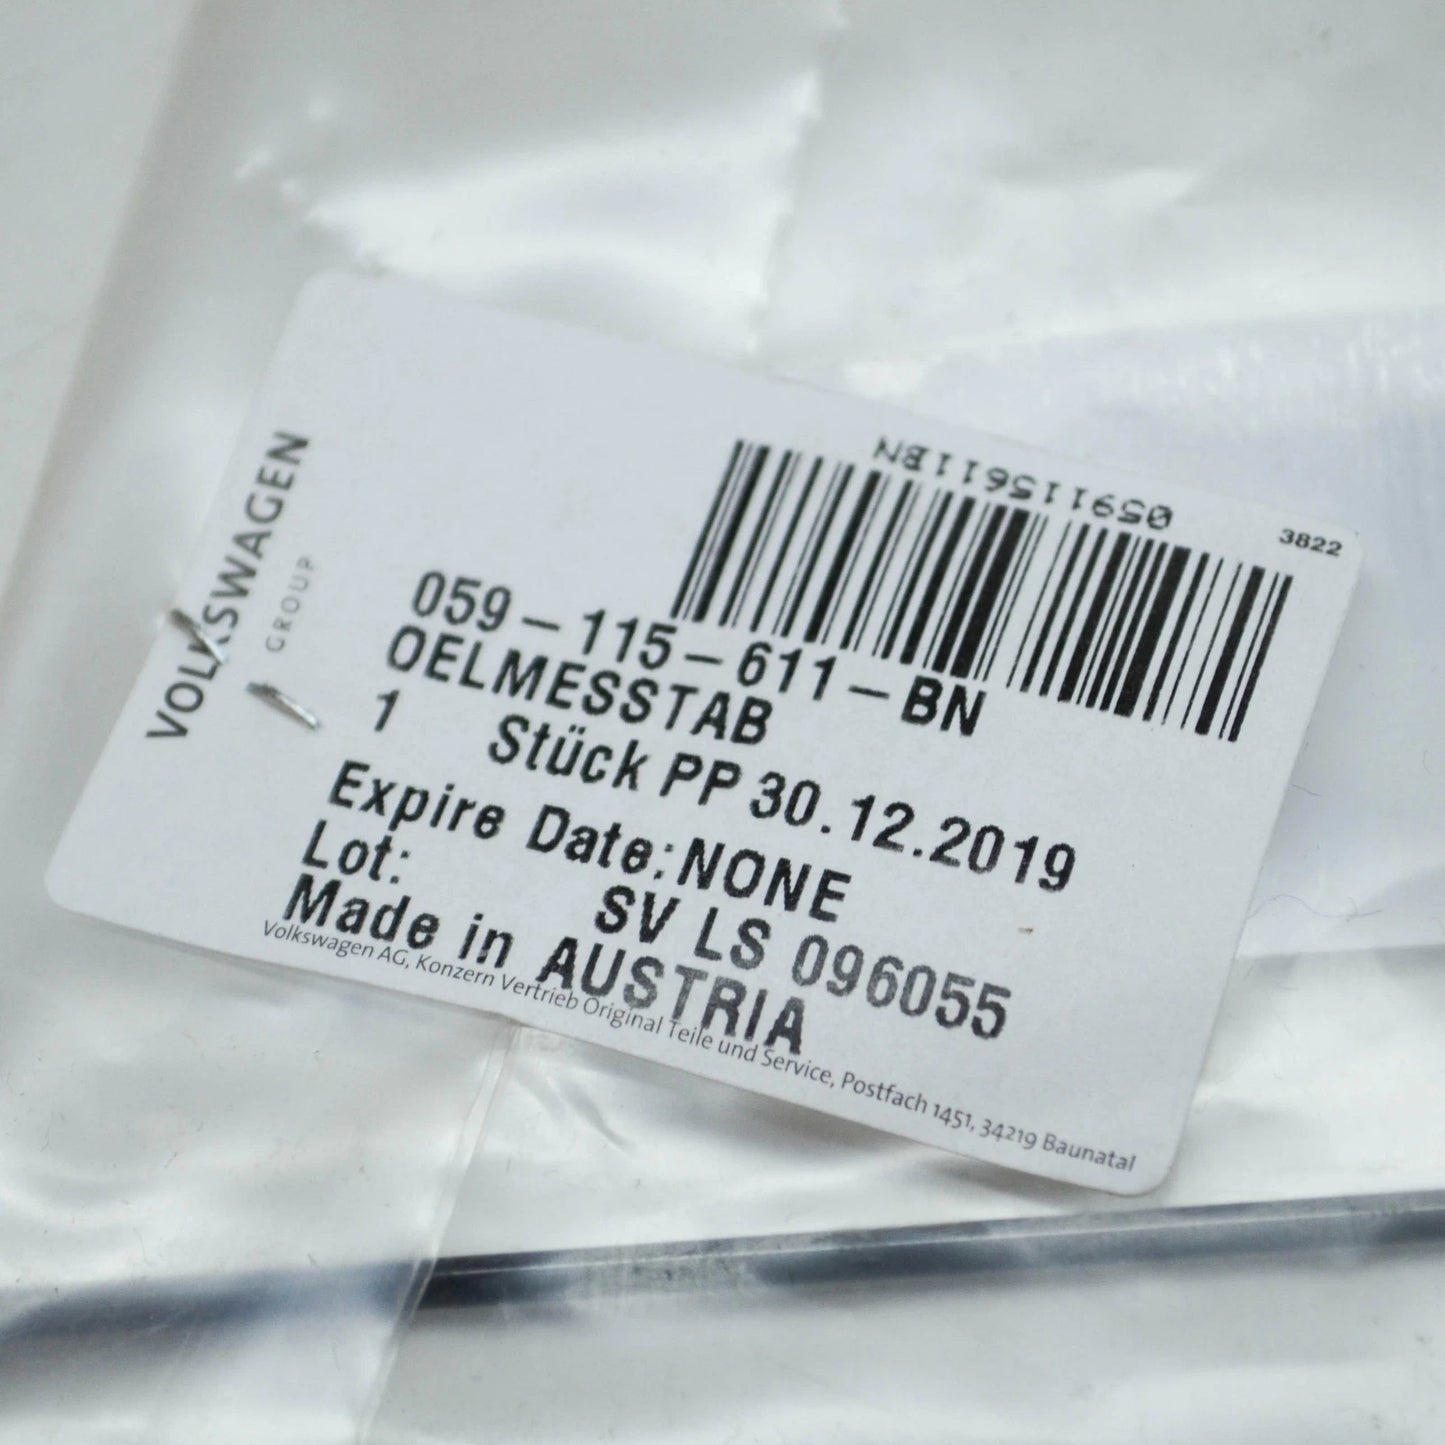 VOLKSWAGEN
GROUP
059115611BN
3822
059-115-611-BN
OELMESSTAB
1 Stück PP 30.12.2019
Expire Date:NONE
Lot: SV LS 096055
Made in AUSTRIA
Volkswagen AG, Konzern Vertrieb Original Teile und Service, Postfach 1451, 34219 Baunatal